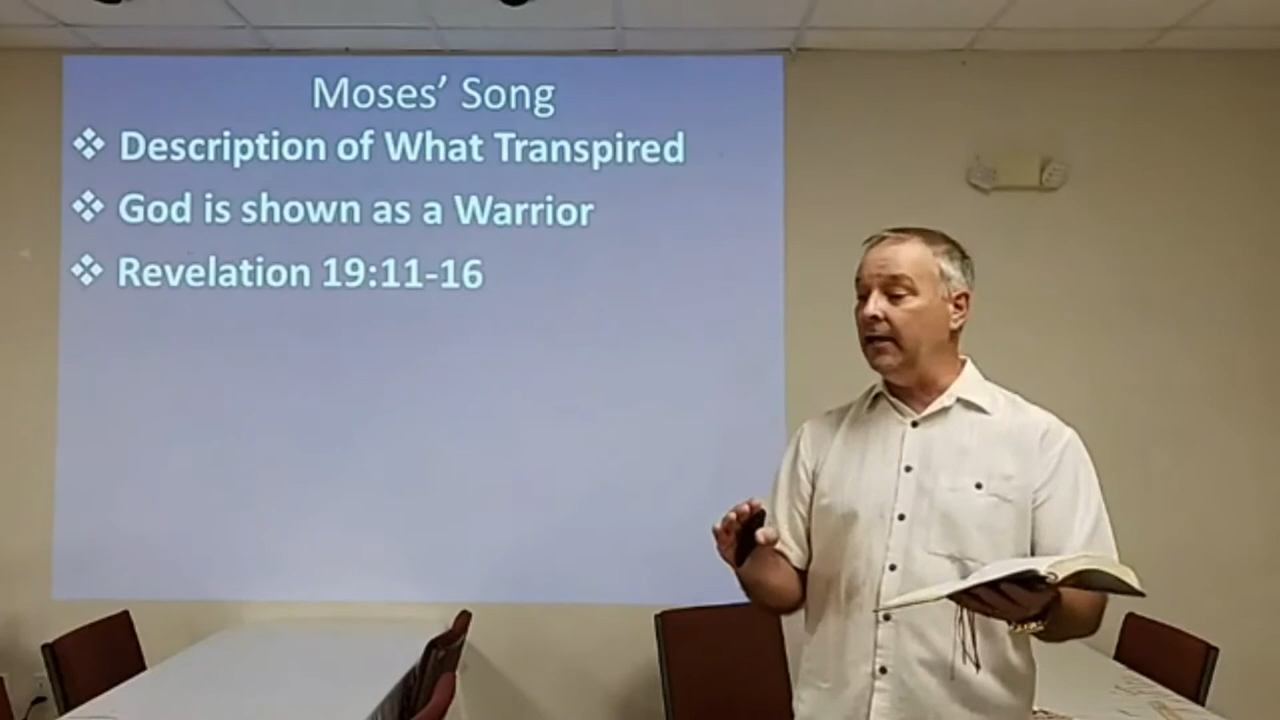 Moses’ Song
❖ Description of What Transpired
❖ God is shown as a Warrior
❖ Revelation 19:11-16